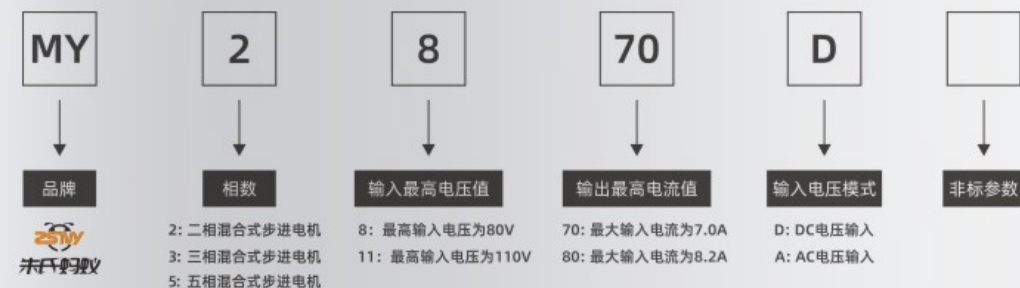 MY 2 8 70 D
品牌 相数 输入最高电压值 输出最高电流值 输入电压模式 非标参数
ZSMY
朱氏蚂蚁
2: 二相混合式步进电机
3: 三相混合式步进电机
5: 五相混合式步进电机
8: 最高输入电压为80V
11: 最高输入电压为110V
70: 最大输入电流为7.0A
80: 最大输入电流为8.2A
D: DC电压输入
A: AC电压输入